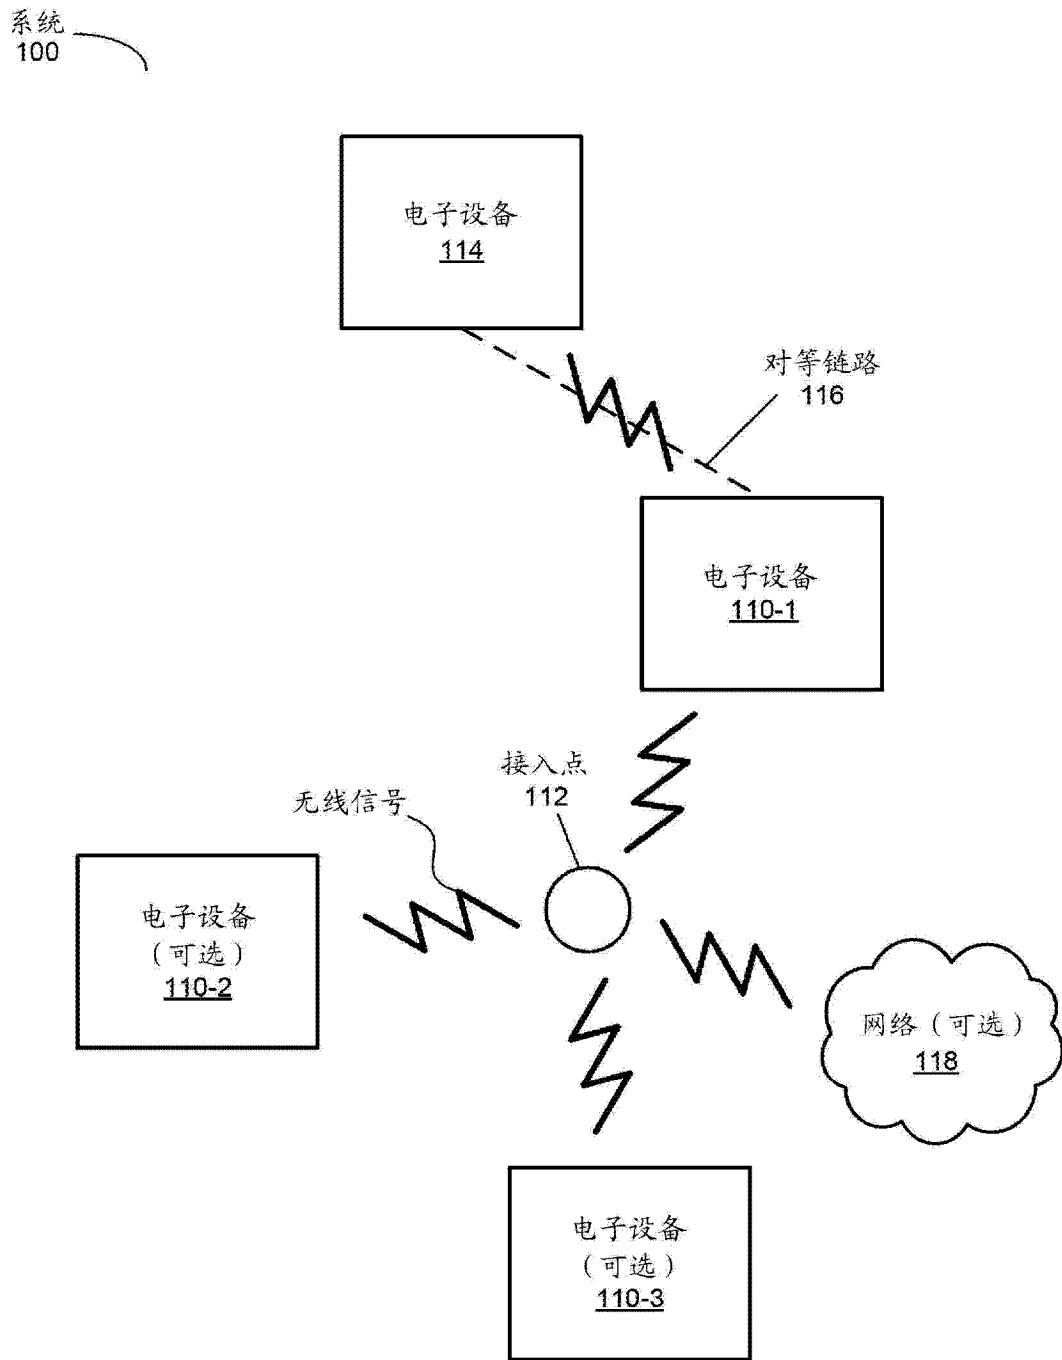 系统
100
电子设备
114
对等链路
116
电子设备
110-1
接入点
112
无线信号
电子设备
（可选）
110-2
网络（可选）
118
电子设备
（可选）
110-3